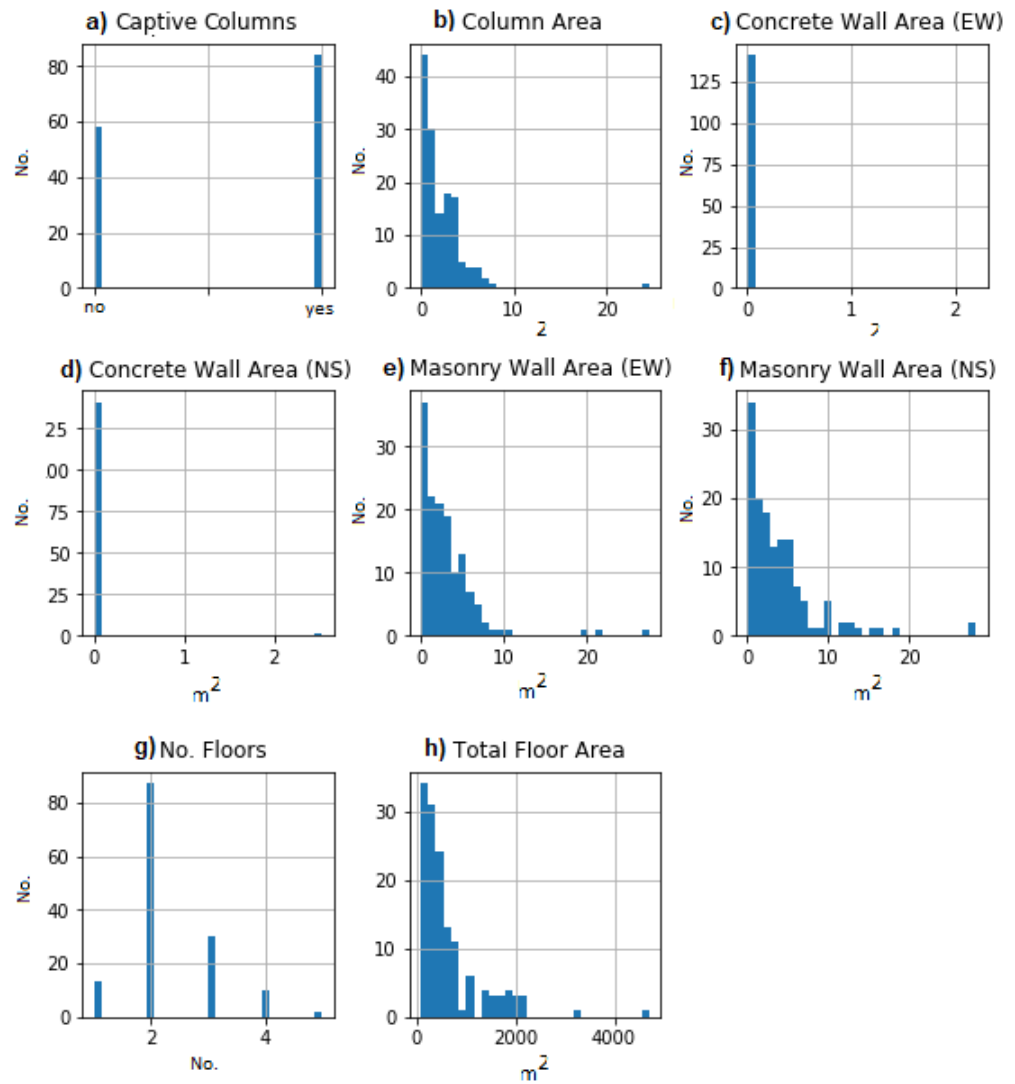 a) Captive Columns
No.
80
60
40
20
0
no
yes
b) Column Area
No.
40
30
20
10
0
0 10 20
2
c) Concrete Wall Area (EW)
No.
125
100
75
50
25
0
0 1 2
d) Concrete Wall Area (NS)
No.
25
00
75
50
25
0
0 1 2
m2
e) Masonry Wall Area (EW)
No.
30
20
10
0
0 10 20
m2
f) Masonry Wall Area (NS)
No.
30
20
10
0
0 10 20
m2
g) No. Floors
No.
80
60
40
20
0
2 4
No.
h) Total Floor Area
30
20
10
0
0 2000 4000
m2